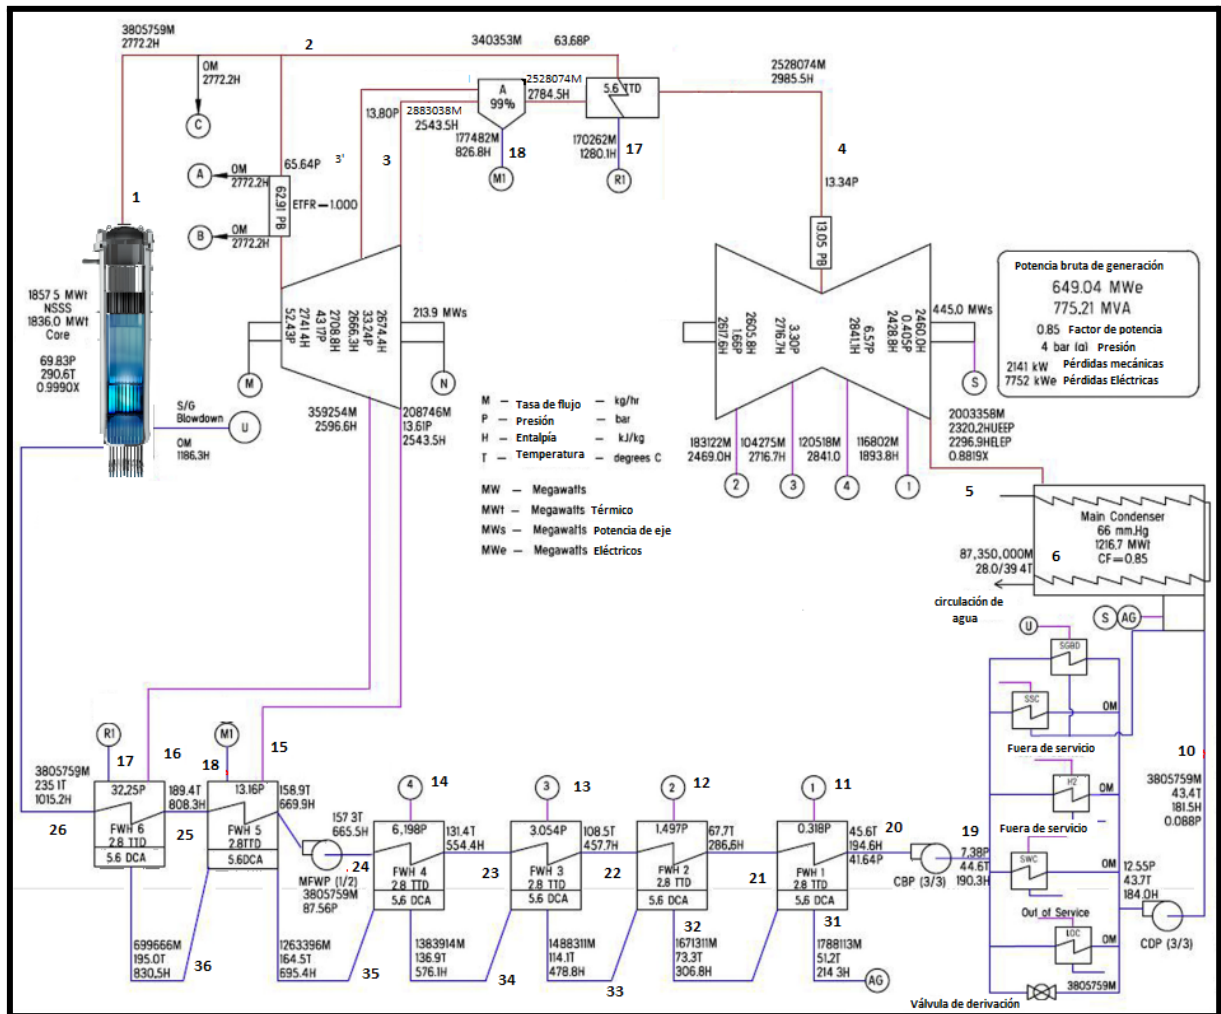 3805759M
2772.2H
2
340353M
63.68P
OM
2772.2H
C
A
99%
2528074M
2784.5H
5.6 TTD
2528074M
2985.5H
13,80P
2883038M
2543.5H
177482M
826.8H
18
M1
170262M
1280.1H
17
R1
3'
3
4
13.34P
1
A
OM
2772.2H
65.64P
62.91 PB
ETFR—1.000
B
OM
2772.2H
13.05 PB
1857 5 MWt
NSSS
1836.0 MWt
Core
69.83P
290.6T
0.9990X
52.43P
2741.4H
43 17P
2708.8H
2666.3H
33.24P
2674.4H
213.9 MWs
M
N
2617.6H
1.66P
2605.8H
3.30P
2716.7H
2841.1H
6.57P
2428.8H
0.405P
2460.0H
445.0 MWs
S
Potencia bruta de generación
649.04 MWe
775.21 MVA
0.85 Factor de potencia
4 bar (a) Presión
2141 kW Pérdidas mecánicas
7752 kWe Pérdidas Eléctricas
S/G
Blowdown
U
OM
1186.3H
359254M
2596.6H
208746M
13.61P
2543.5H
M — Tasa de flujo — kg/hr
P — Presión — bar
H — Entalpía — kJ/kg
T — Temperatura — degrees C
MW — Megawatts
MWt — Megawatts Térmico
MWs — Megawatts Potencia de eje
MWe — Megawatts Eléctricos
183122M
2469.0H
2
104275M
2716.7H
3
120518M
2841.0
4
116802M
1893.8H
1
2003358M
2320.2HUEEP
2296.9HELEP
0.8819X
5
Main Condenser
66 mm.Hg
1216.7 MWt
CF=0.85
6
87,350,000M
28.0/39 4T
circulación de
agua
S
AG
U
SGBD
OM
SSC
OM
Fuera de servicio
H2
OM
Fuera de servicio
SWC
OM
Out of Service
LOC
OM
3805759M
Válvula de derivación
10
3805759M
43.4T
181.5H
0.088P
12.55P
43.7T
184.0H
CDP (3/3)
19
7,38P
44.6T
190.3H
R1
17
16
M1
18
15
4
14
3
13
2
12
1
11
3805759M
235 1T
1015.2H
26
32,25P
FWH 6
2.8 TTD
5.6 DCA
189.4T
808.3H
25
13.16P
FWH 5
2.8TTD
5.6DCA
158.9T
669.9H
157 3T
665.5H
MFWP (1/2)
3805759M
87.56P
24
6,198P
FWH 4
2.8 TTD
5.6 DCA
131.4T
554.4H
23
3.054P
FWH 3
2.8 TTD
5.6 DCA
108.5T
457.7H
22
1.497P
FWH 2
2.8 TTD
5.6 DCA
67.7T
286.6H
21
0.318P
FWH 1
2.8 TTD
5.6 DCA
45.6T
194.6H
41.64P
20
CBP (3/3)
699666M
195.0T
830.5H
36
1263396M
164.5T
695.4H
35
1383914M
136.9T
576.1H
34
1488311M
114.1T
478.8H
33
32
1671311M
73.3T
306.8H
31
1788113M
51.2T
214 3H
AG